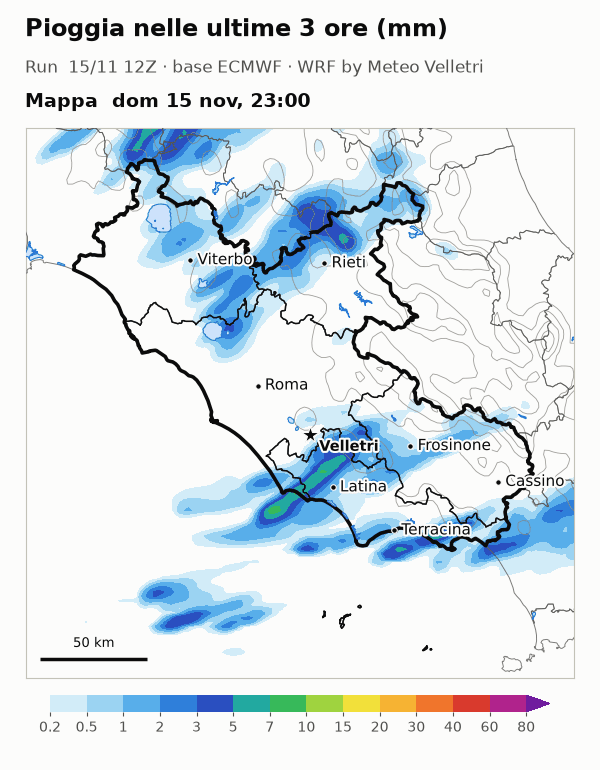 Pioggia nelle ultime 3 ore (mm)
Run  15/11 12Z · base ECMWF · WRF by Meteo Velletri
Mappa  dom 15 nov, 23:00
Viterbo
Rieti
Roma
Velletri
Frosinone
Latina
Cassino
Terracina
50 km
0.2 0.5 1 2 3 5 7 10 15 20 30 40 60 80